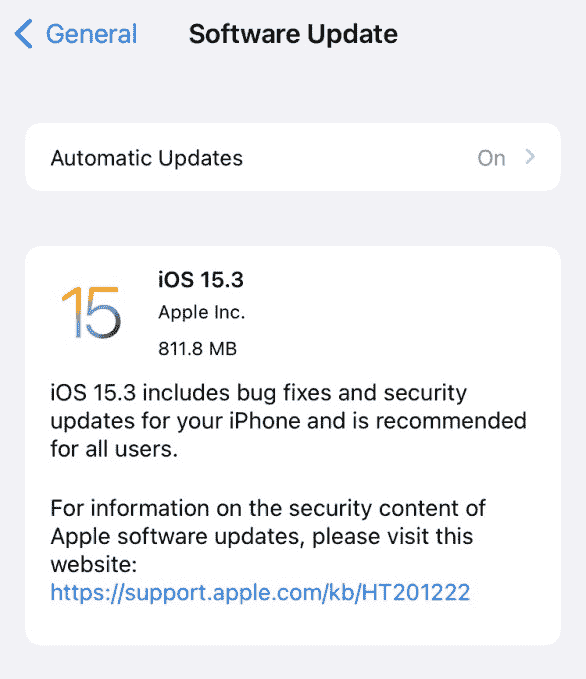 General
Software Update
Automatic Updates
On
15
iOS 15.3
Apple Inc.
811.8 MB
iOS 15.3 includes bug fixes and security
updates for your iPhone and is recommended
for all users.
For information on the security content of
Apple software updates, please visit this
website:
https://support.apple.com/kb/HT201222